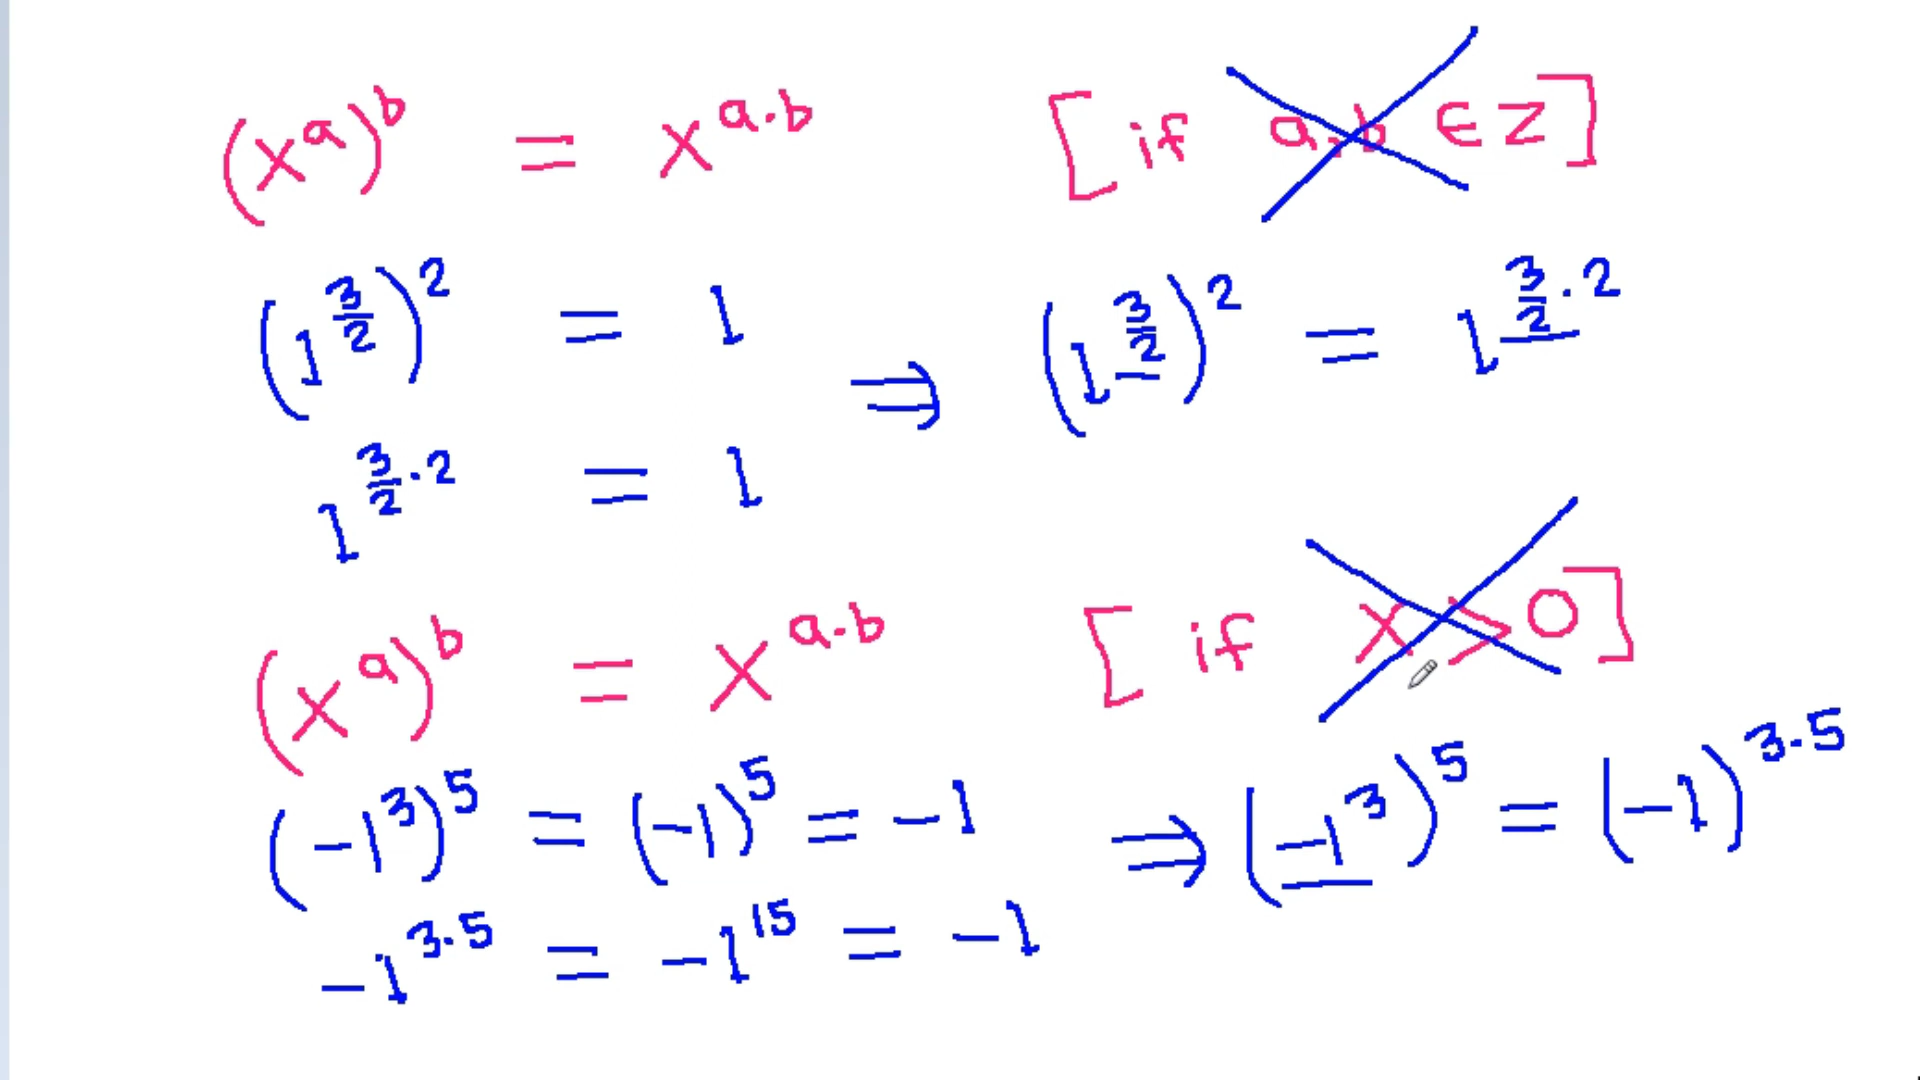 (x^a)^b = x^{a.b} [if a,b ∈ Z]
(1^{3/2})^2 = 1 ⇒ (1^{3/2})^2 = 1^{3/2 · 2}
1^{3/2 · 2} = 1
(x^a)^b = x^{a.b} [if x > 0]
(-1^3)^5 = (-1)^5 = -1 ⇒ (-1^3)^5 = (-1)^{3·5}
-1^{3·5} = -1^{15} = -1